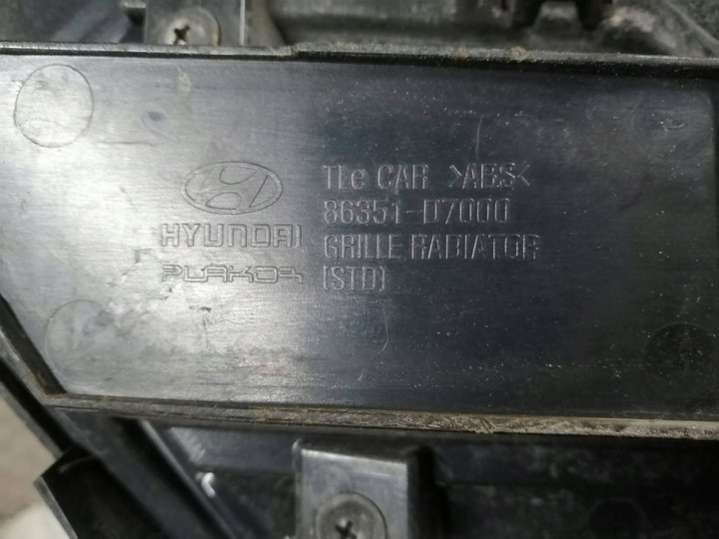 TLe CAR >ABS<
86351-D7000
HYUNDAI GRILLE RADIATOR
PLAKOR (STD)